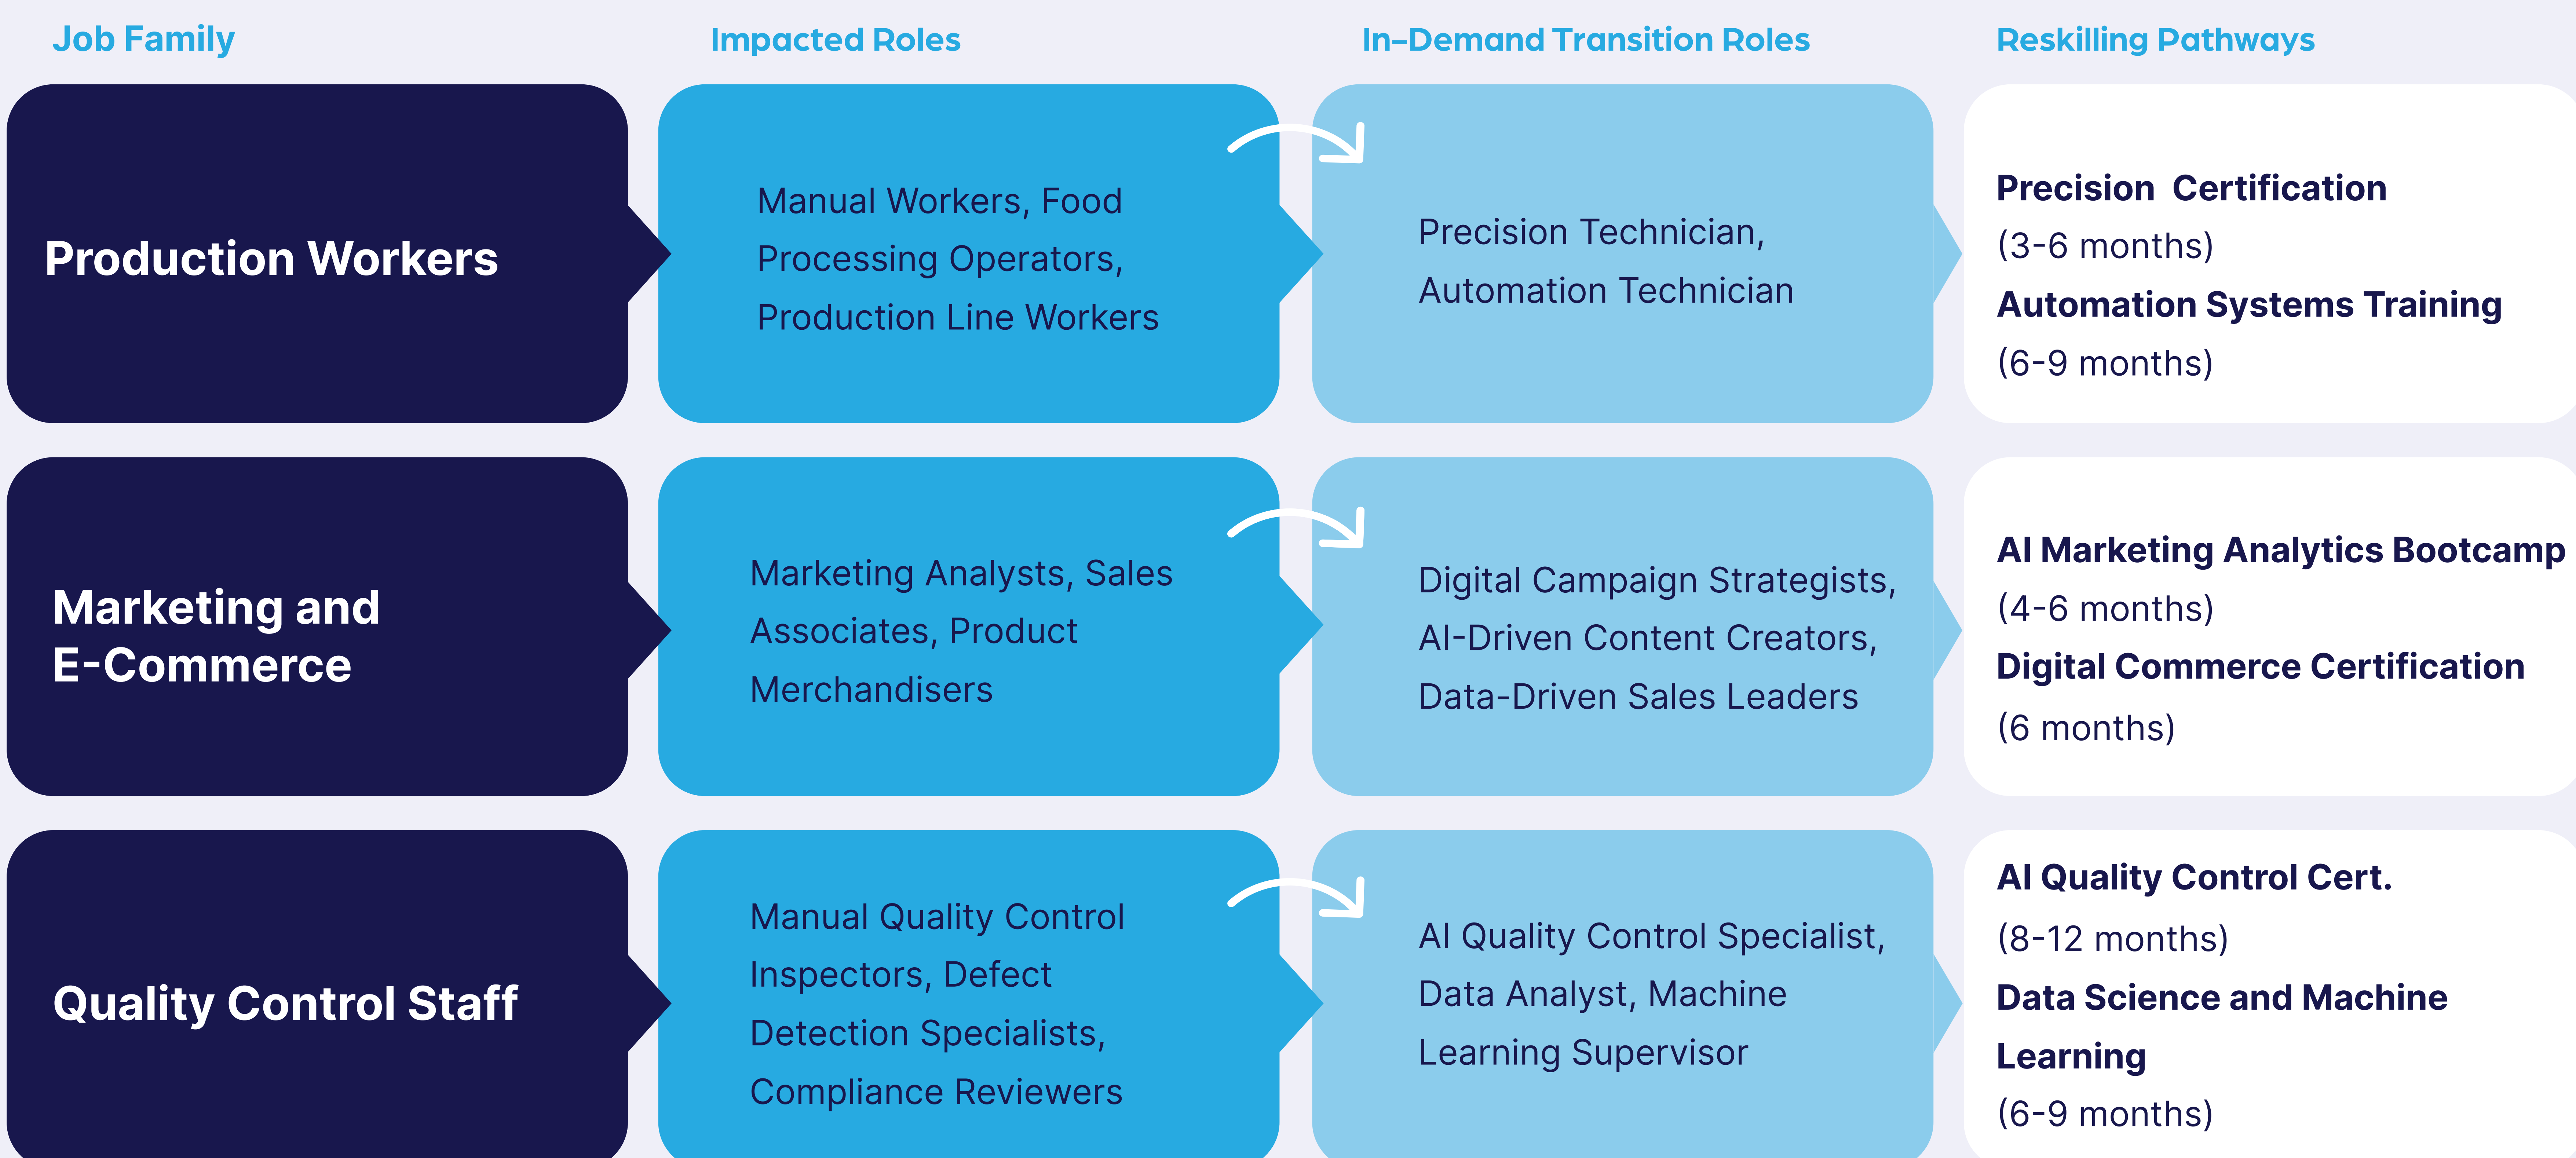 Job Family
Impacted Roles
In-Demand Transition Roles
Reskilling Pathways
Production Workers
Manual Workers, Food
Processing Operators,
Production Line Workers
Precision Technician,
Automation Technician
Precision Certification
(3-6 months)
Automation Systems Training
(6-9 months)
Marketing and
E-Commerce
Marketing Analysts, Sales
Associates, Product
Merchandisers
Digital Campaign Strategists,
AI-Driven Content Creators,
Data-Driven Sales Leaders
AI Marketing Analytics Bootcamp
(4-6 months)
Digital Commerce Certification
(6 months)
Quality Control Staff
Manual Quality Control
Inspectors, Defect
Detection Specialists,
Compliance Reviewers
AI Quality Control Specialist,
Data Analyst, Machine
Learning Supervisor
AI Quality Control Cert.
(8-12 months)
Data Science and Machine
Learning
(6-9 months)